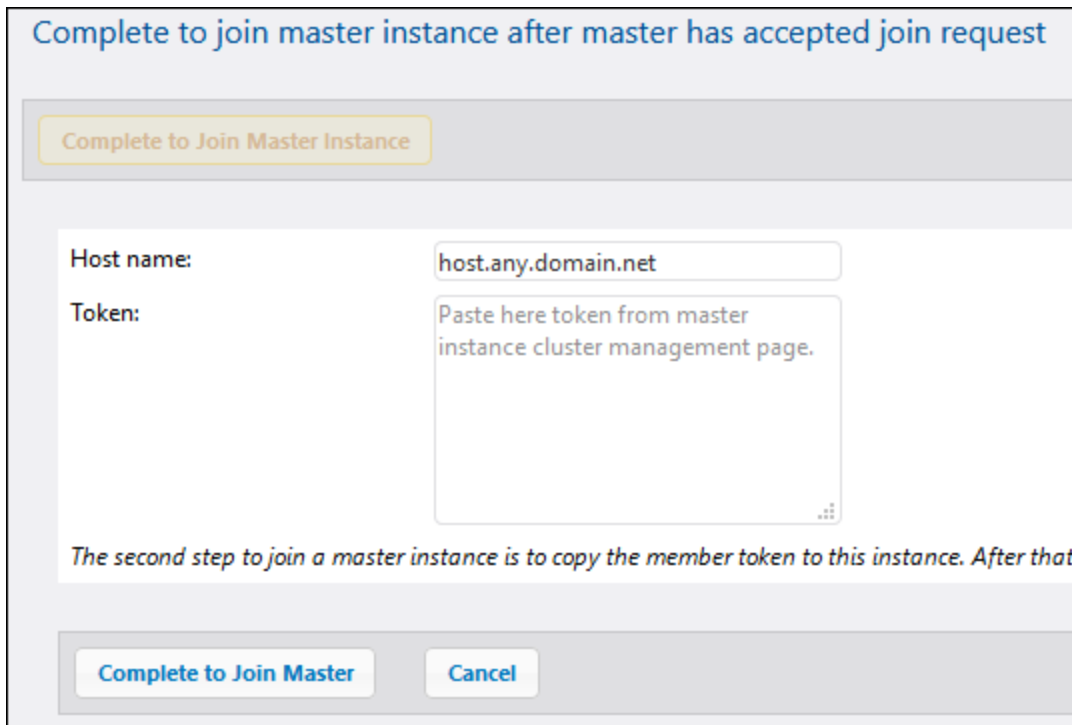 Complete to join master instance after master has accepted join request
Complete to Join Master Instance
Host name:
host.any.domain.net
Token:
Paste here token from master
instance cluster management page.
The second step to join a master instance is to copy the member token to this instance. After that
Complete to Join Master
Cancel